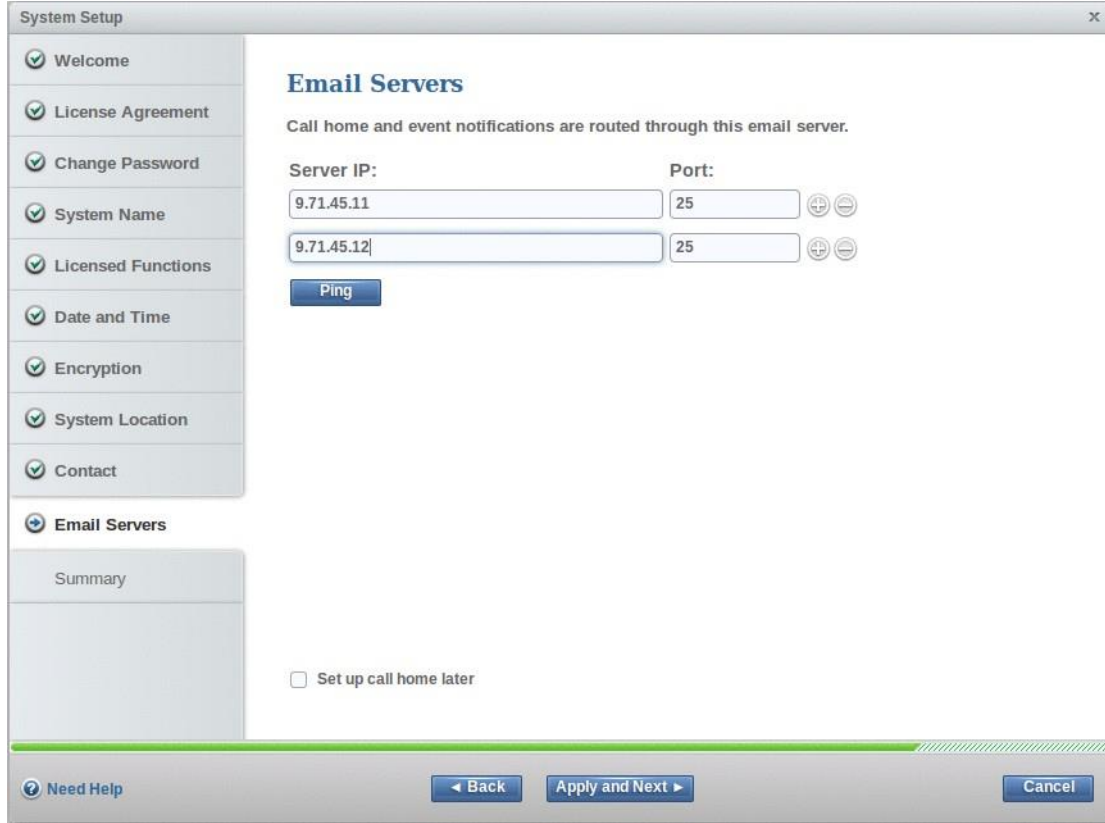 System Setup x
Welcome
License Agreement
Change Password
System Name
Licensed Functions
Date and Time
Encryption
System Location
Contact
Email Servers
Summary
Email Servers
Call home and event notifications are routed through this email server.
Server IP: Port:
9.71.45.11 25
9.71.45.12 25
Ping
Set up call home later
Need Help
◄ Back
Apply and Next ►
Cancel